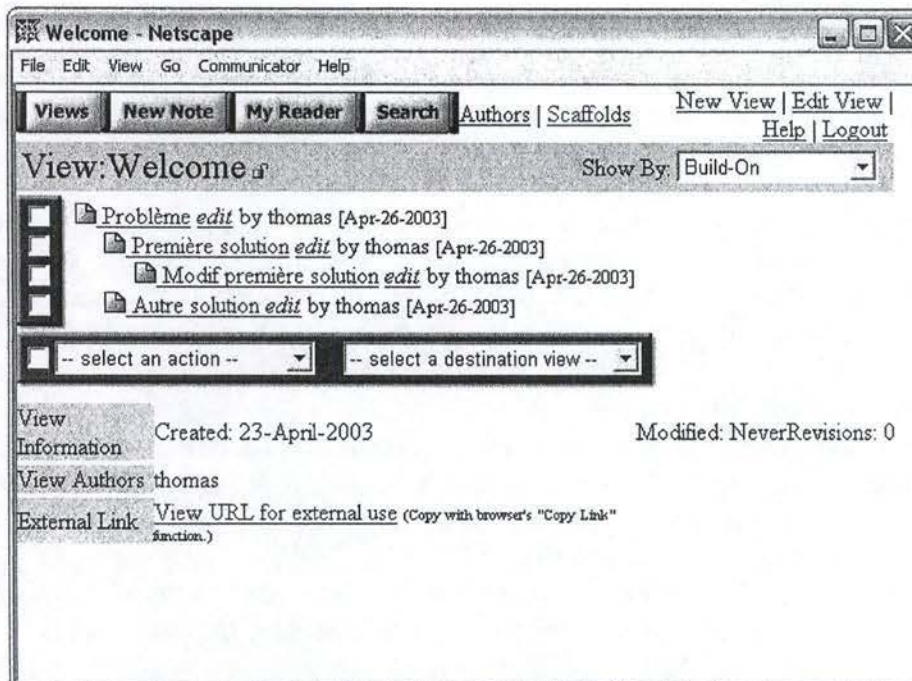 Welcome - Netscape
File Edit View Go Communicator Help
Views New Note My Reader Search Authors | Scaffolds New View | Edit View |
Help | Logout
View:Welcome Show By: Build-On
Problème edit by thomas [Apr-26-2003]
Première solution edit by thomas [Apr-26-2003]
Modif première solution edit by thomas [Apr-26-2003]
Autre solution edit by thomas [Apr-26-2003]
-- select an action -- -- select a destination view --
View
Information Created: 23-April-2003 Modified: NeverRevisions: 0
View Authors thomas
External Link View URL for external use (Copy with browser's "Copy Link"
function.)